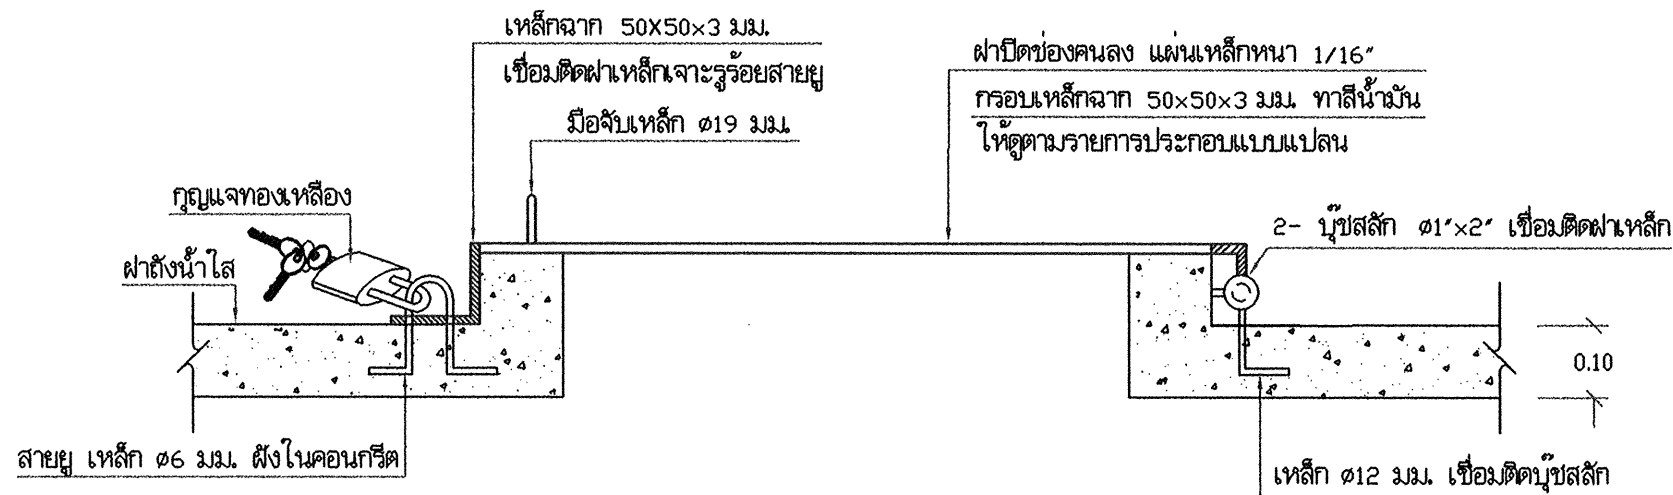 เหล็กฉาก 50X50x3 มม.
เชื่อมติดฝาเหล็กเจาะรูร้อยสายยู
มือจับเหล็ก ø19 มม.
ฝาปิดช่องคนลง แผ่นเหล็กหนา 1/16"
กรอบเหล็กฉาก 50x50x3 มม. ทาสีน้ำมัน
ให้ดูตามรายการประกอบแบบแปลน
กุญแจทองเหลือง
2- บุ๊ชสลัก ø1"x2" เชื่อมติดฝาเหล็ก
ฝาถังน้ำใส
0.10
สายยู เหล็ก ø6 มม. ฝังในคอนกรีต
เหล็ก ø12 มม. เชื่อมติดบุ๊ชสลัก